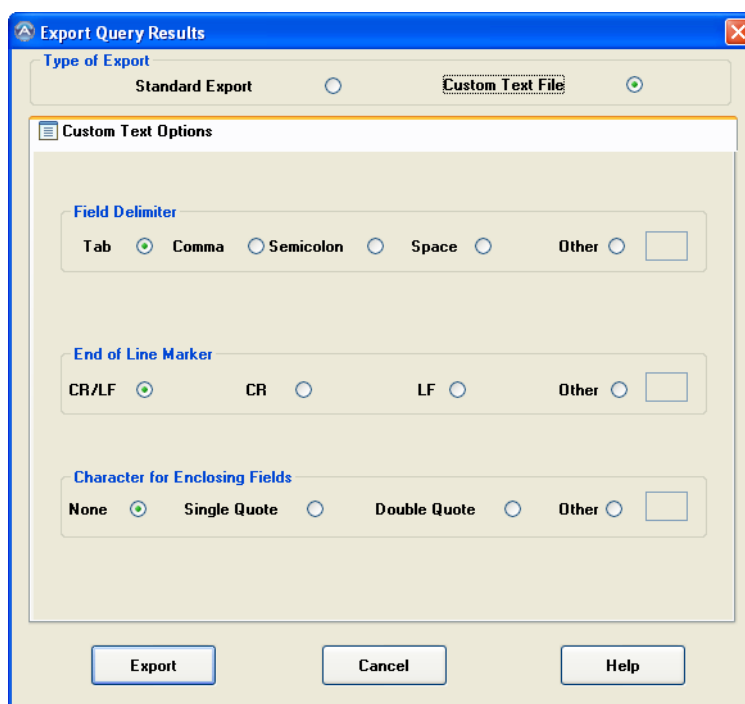 Export Query Results
Type of Export
Standard Export Custom Text File
Custom Text Options
Field Delimiter
Tab Comma Semicolon Space Other
End of Line Marker
CR/LF CR LF Other
Character for Enclosing Fields
None Single Quote Double Quote Other
Export Cancel Help